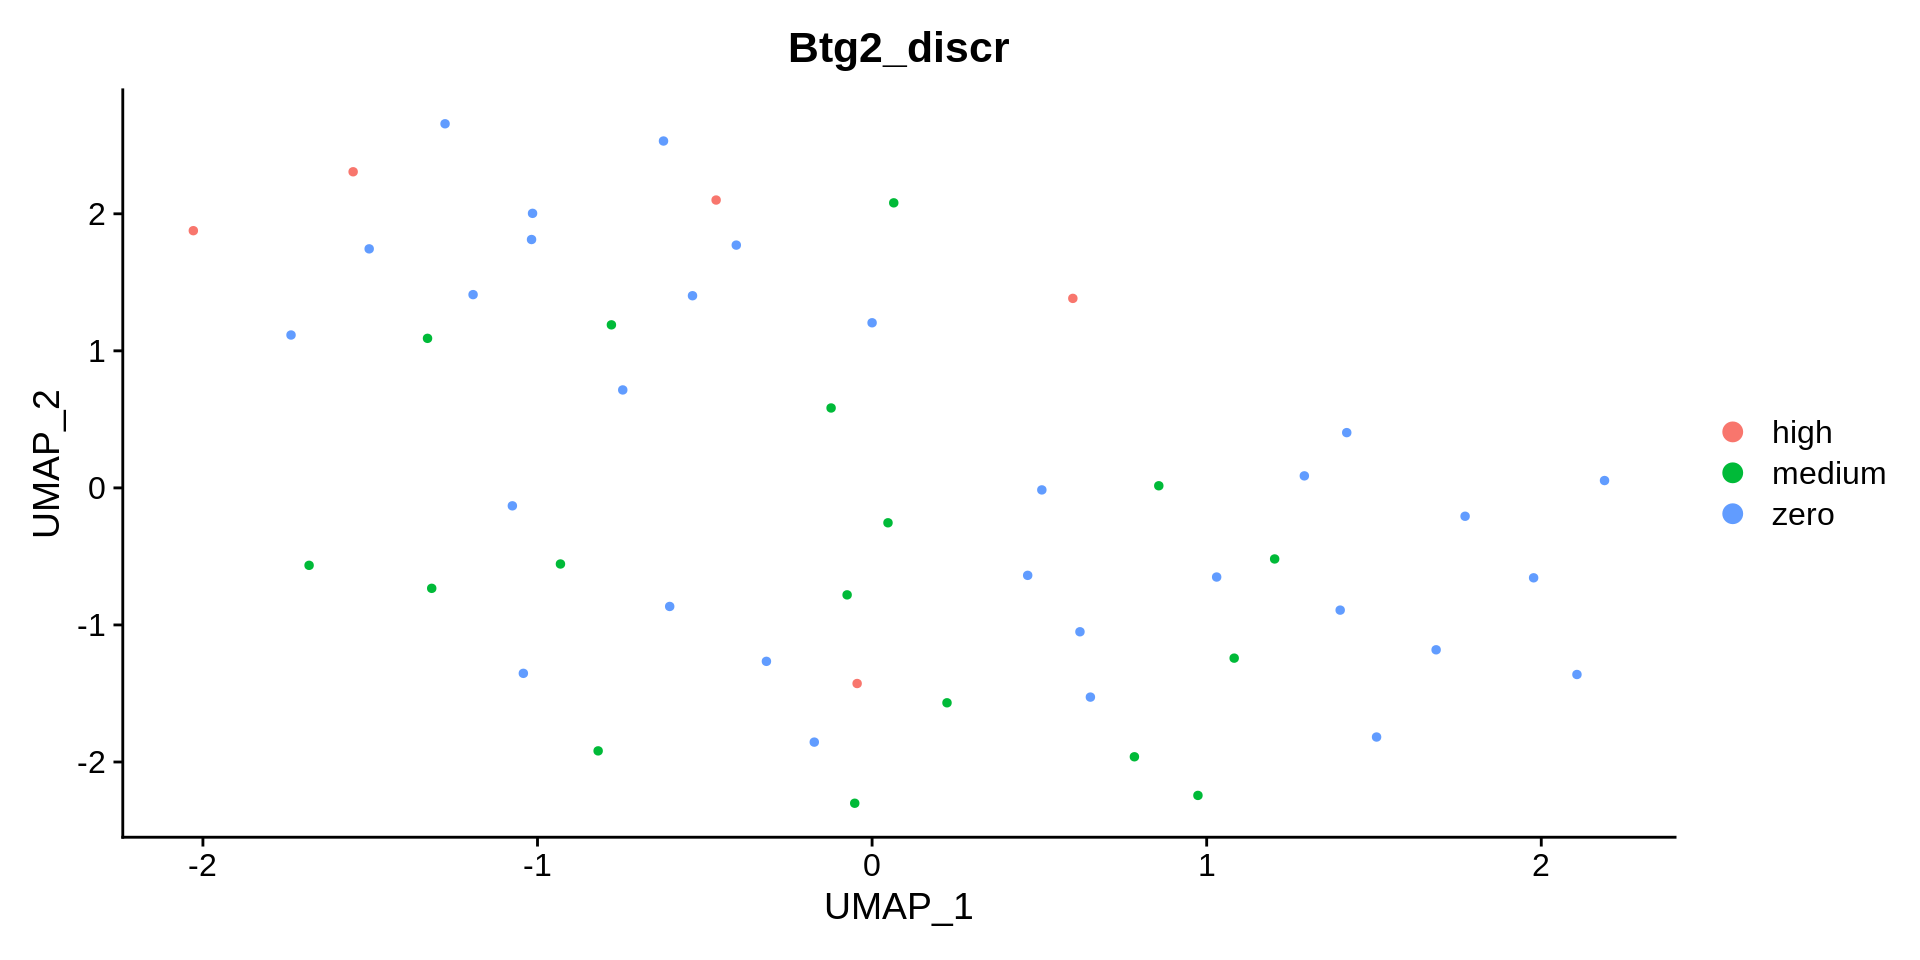 Btg2_discr
2
1
0
-1
-2
UMAP_2
-2 -1 0 1 2
UMAP_1
high
medium
zero